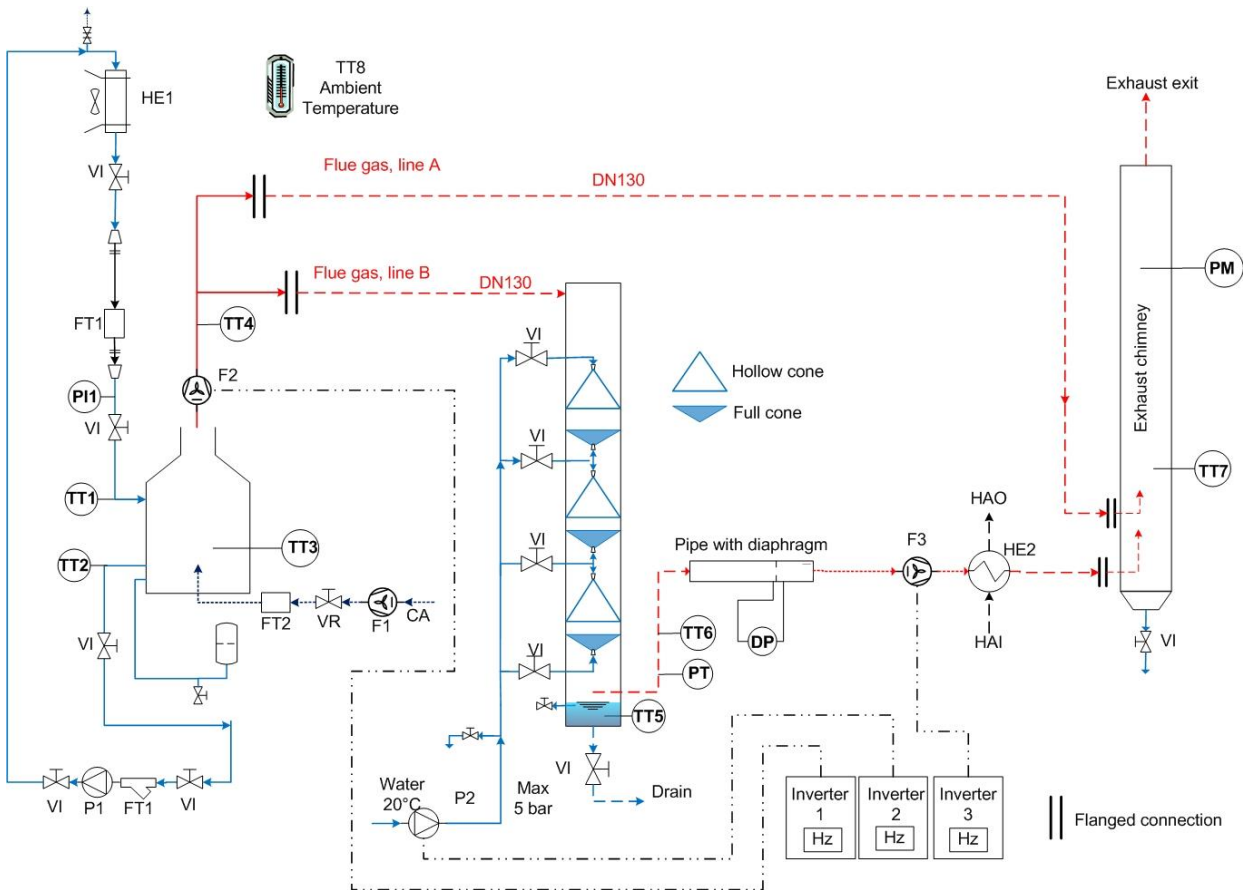 HE1
TT8
Ambient
Temperature
Exhaust exit
VI
Flue gas, line A
DN130
Flue gas, line B
DN130
PM
TT4
FT1
VI
Exhaust chimney
Hollow cone
F2
PI1
Full cone
VI
VI
TT7
TT1
HAO
VI
F3
HE2
Pipe with diaphragm
TT3
TT2
FT2
VR
F1
CA
HAI
TT6
DP
VI
VI
VI
PT
TT5
VI
Water
20°C
P2
Max
5 bar
Drain
VI
P1
FT1
VI
Inverter
1
Hz
Inverter
2
Hz
Inverter
3
Hz
Flanged connection